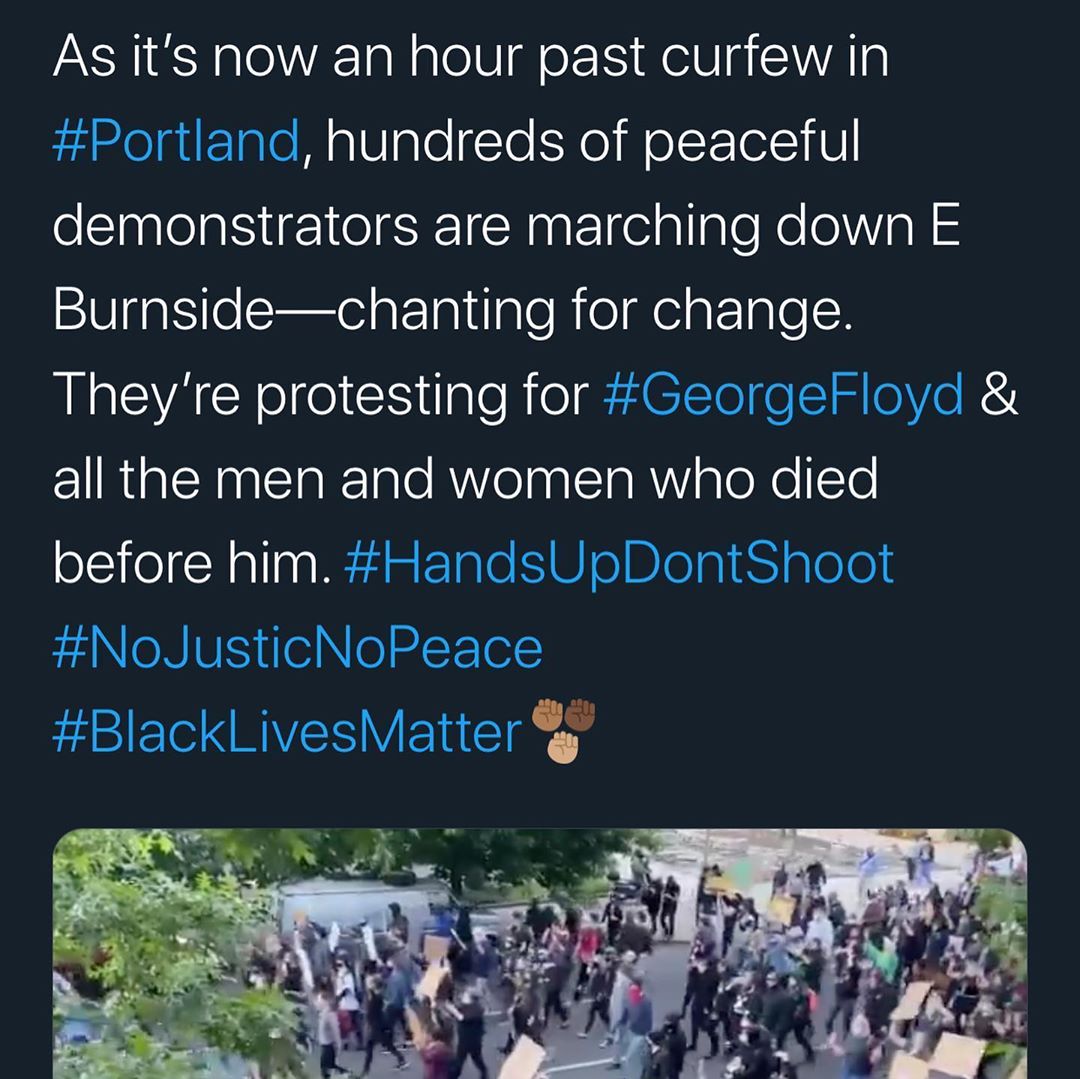 As it’s now an hour past curfew in
#Portland, hundreds of peaceful
demonstrators are marching down E
Burnside—chanting for change.
They’re protesting for #GeorgeFloyd &
all the men and women who died
before him. #HandsUpDontShoot
#NoJusticNoPeace
#BlackLivesMatter✊🏽✊🏾✊🏼